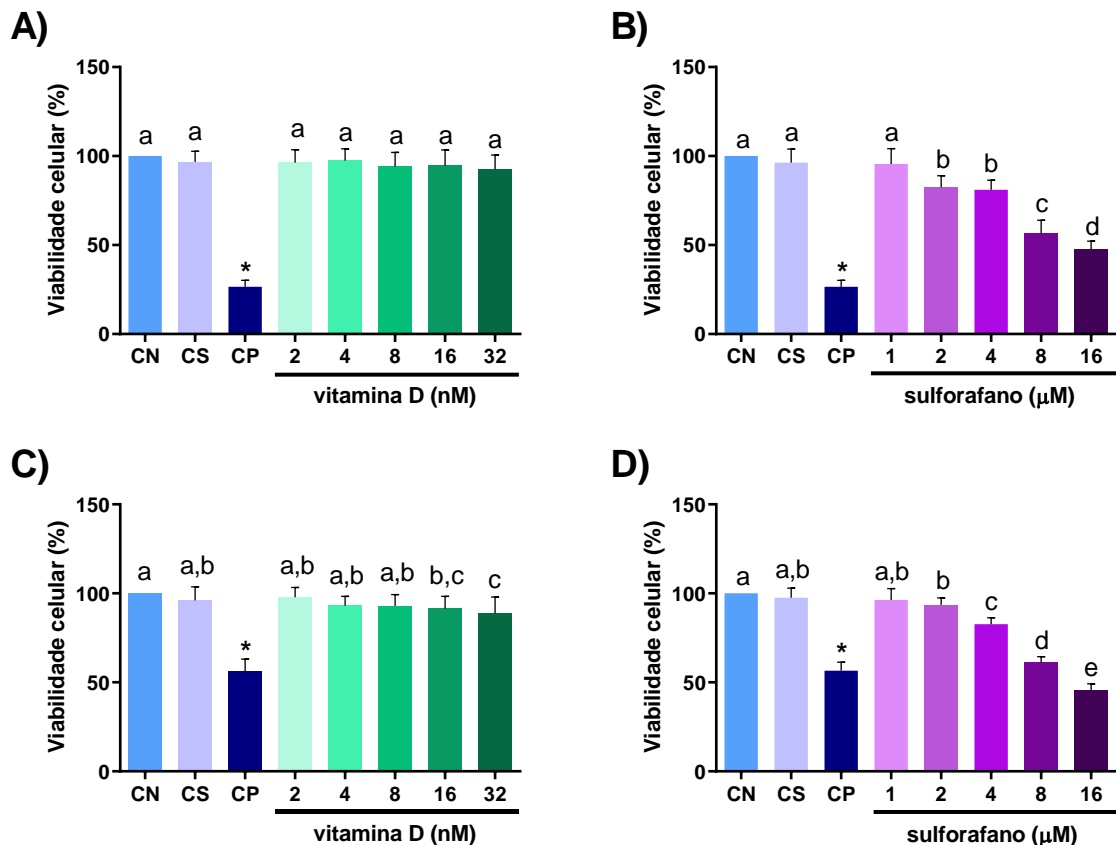 A)
Viabilidade celular (%)
150
100
50
0
a
a
*
a
a
a
a
a
CN
CS
CP
2
4
8
16
32
vitamina D (nM)
B)
Viabilidade celular (%)
150
100
50
0
a
a
*
a
b
b
c
d
CN
CS
CP
1
2
4
8
16
sulforafano (μM)
C)
Viabilidade celular (%)
150
100
50
0
a
a,b
*
a,b
a,b
a,b
b,c
c
CN
CS
CP
2
4
8
16
32
vitamina D (nM)
D)
Viabilidade celular (%)
150
100
50
0
a
a,b
*
a,b
b
c
d
e
CN
CS
CP
1
2
4
8
16
sulforafano (μM)